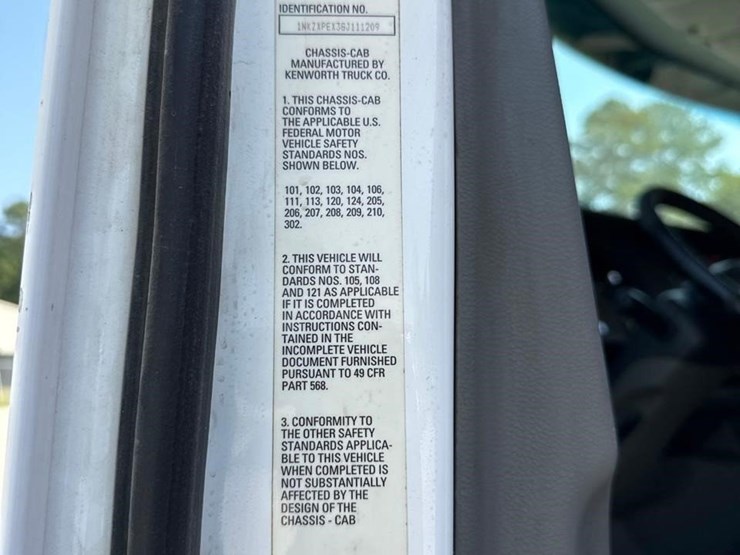 IDENTIFICATION NO.
CHASSIS-CAB
MANUFACTURED BY
KENWORTH TRUCK CO.
1. THIS CHASSIS-CAB
CONFORMS TO
THE APPLICABLE U.S.
FEDERAL MOTOR
VEHICLE SAFETY
STANDARDS NOS.
SHOWN BELOW.
101, 102, 103, 104, 106,
111, 113, 120, 124, 205,
206, 207, 208, 209, 210,
302.
2. THIS VEHICLE WILL
CONFORM TO STAN-
DARDS NOS. 105, 108
AND 121 AS APPLICABLE
IF IT IS COMPLETED
IN ACCORDANCE WITH
INSTRUCTIONS CON-
TAINED IN THE
INCOMPLETE VEHICLE
DOCUMENT FURNISHED
PURSUANT TO 49 CFR
PART 568.
3. CONFORMITY TO
THE OTHER SAFETY
STANDARDS APPLICA-
BLE TO THIS VEHICLE
WHEN COMPLETED IS
NOT SUBSTANTIALLY
AFFECTED BY THE
DESIGN OF THE
CHASSIS - CAB